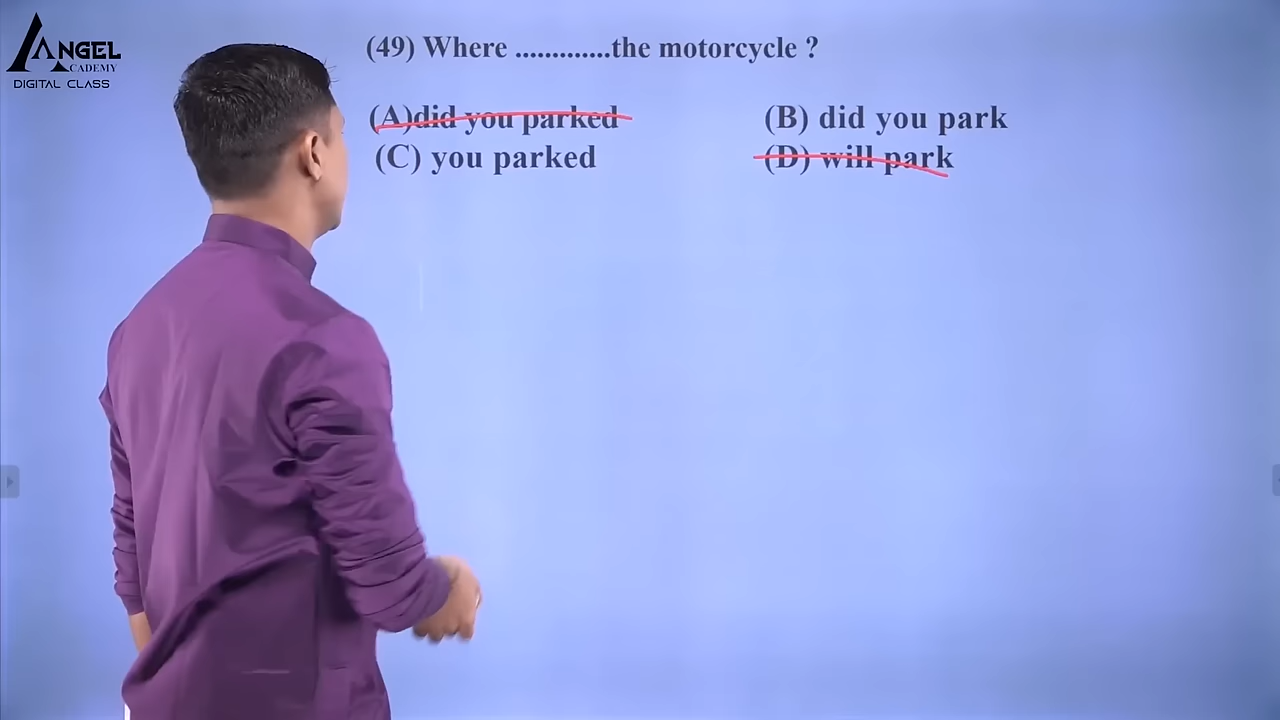 ANGEL
ACADEMY
DIGITAL CLASS
(49) Where .............the motorcycle ?
(A)did you parked
(B) did you park
(C) you parked
(D) will park